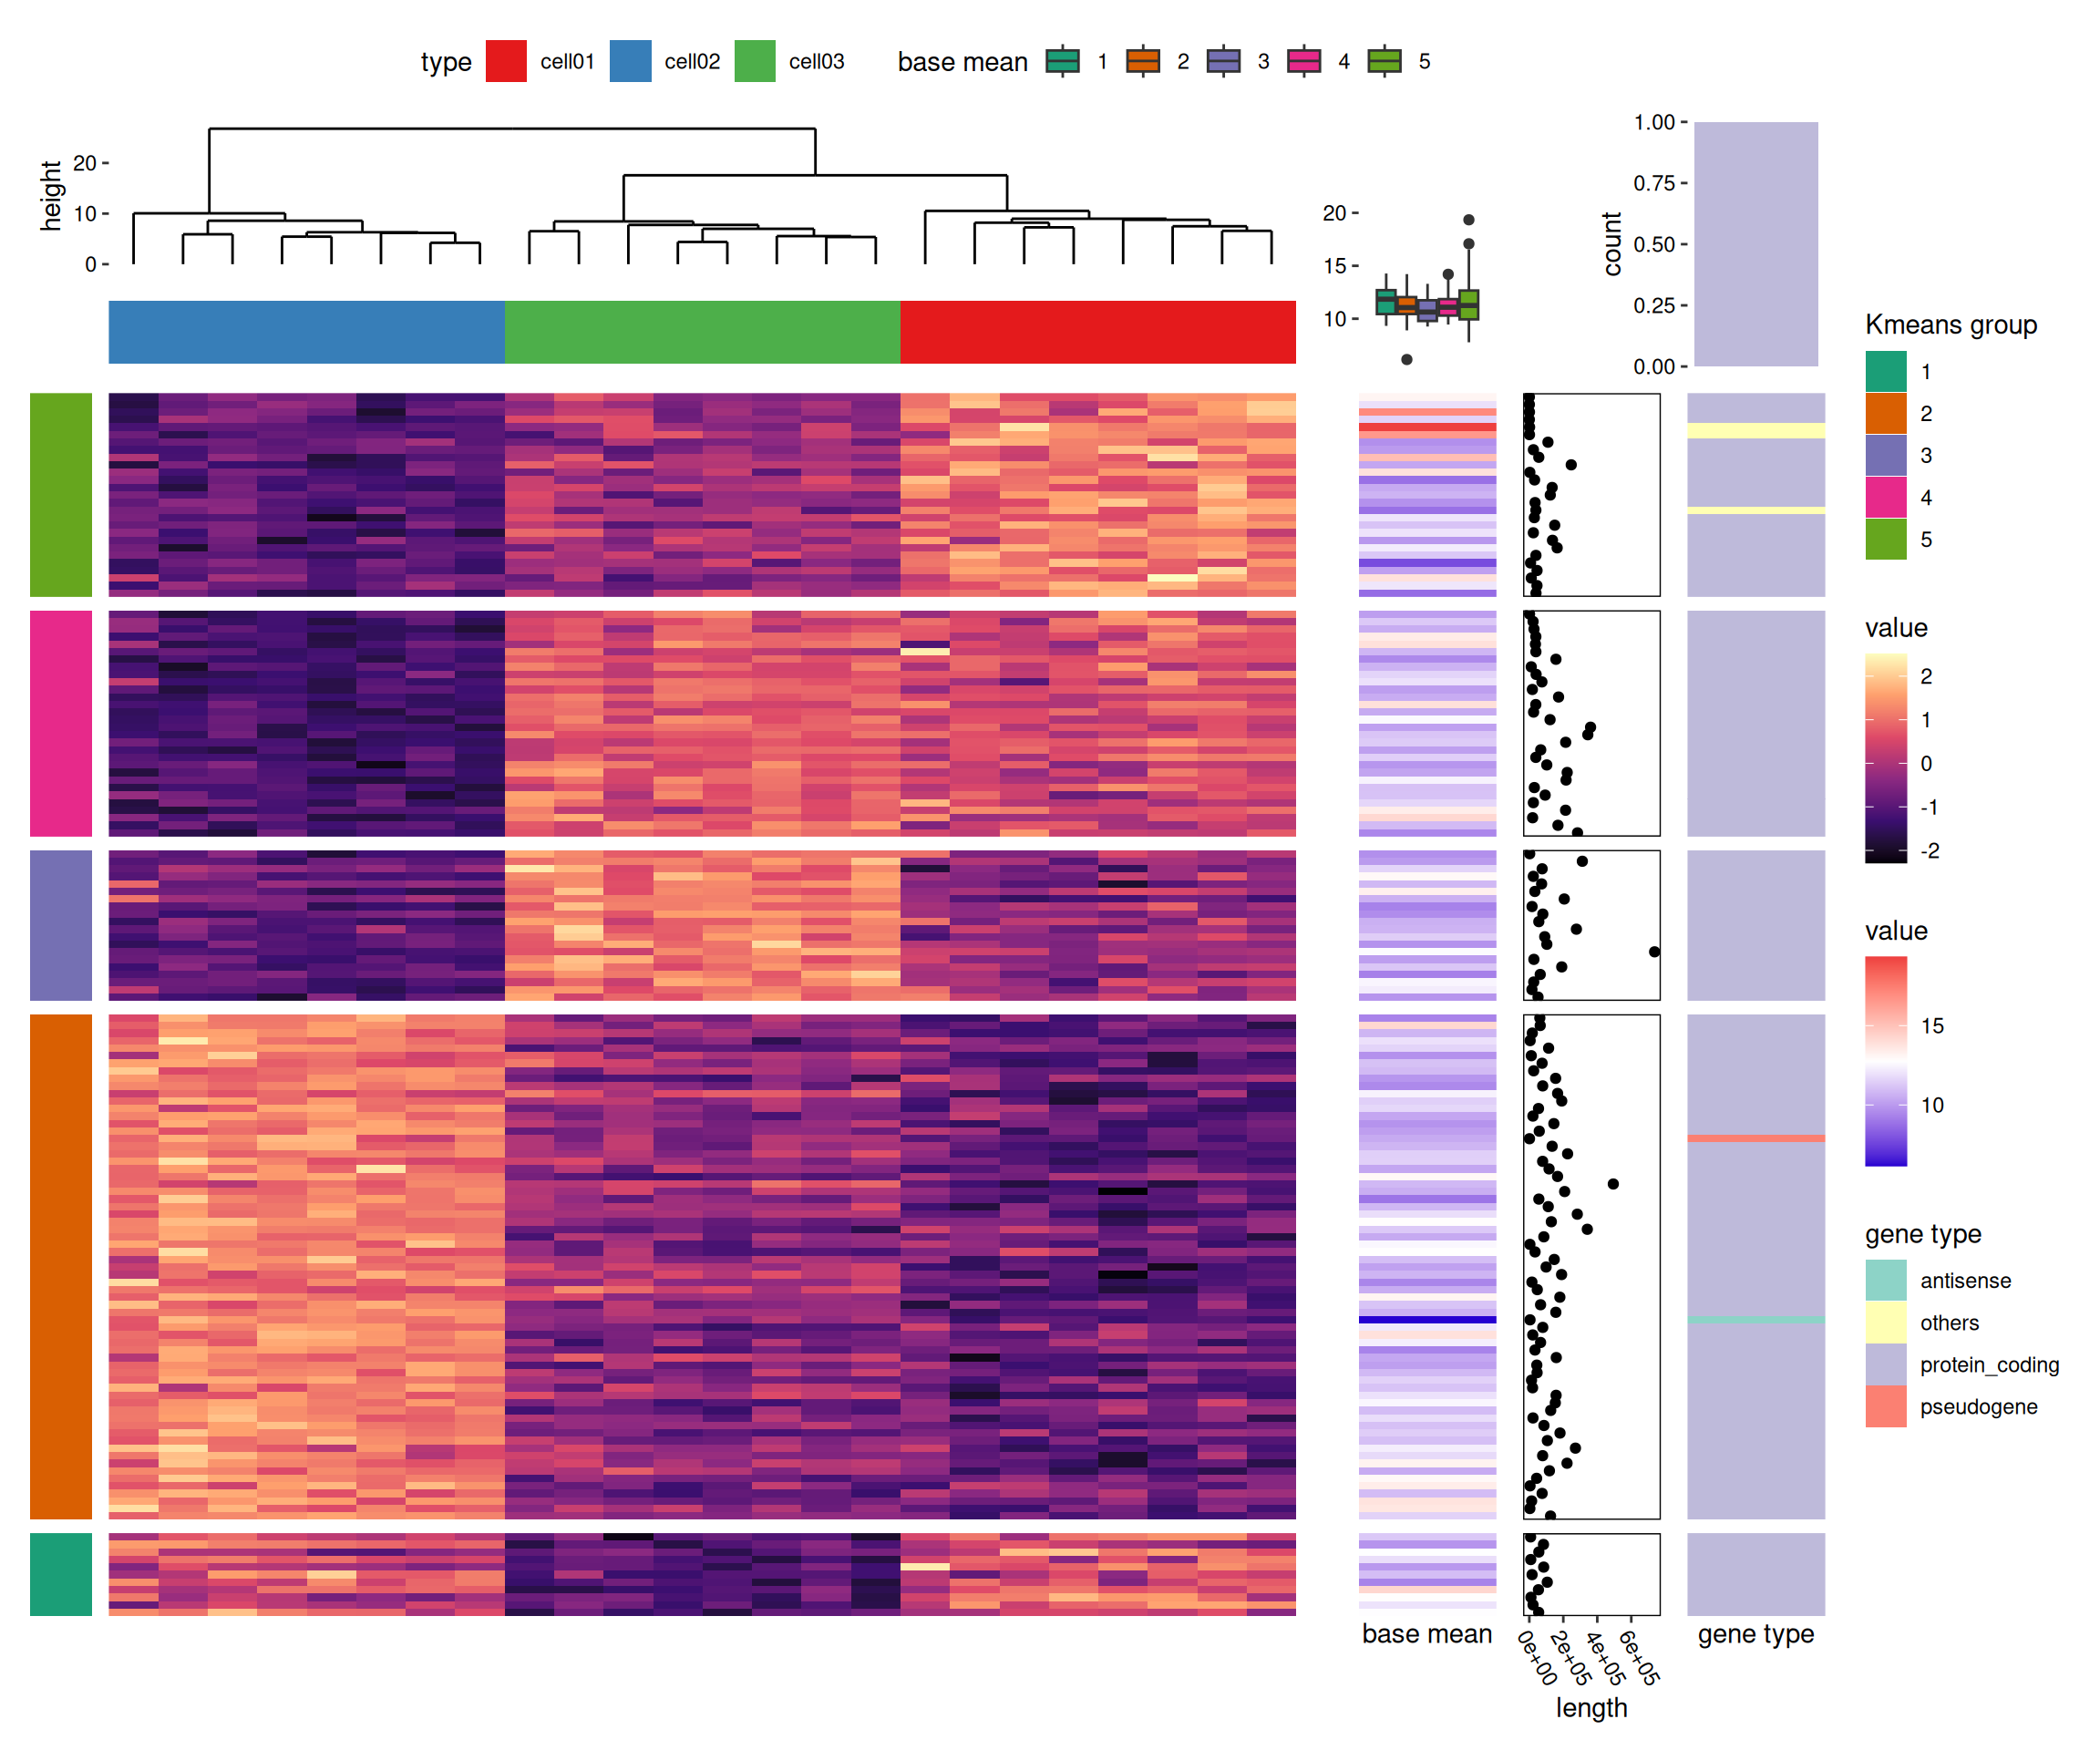 type cell01 cell02 cell03 base mean 1 2 3 4 5
height
20
10
0
20
15
10
count
1.00
0.75
0.50
0.25
0.00
Kmeans group
1
2
3
4
5
value
2
1
0
-1
-2
value
15
10
gene type
antisense
others
protein_coding
pseudogene
base mean
0e+00 2e+05 4e+05 6e+05
length
gene type